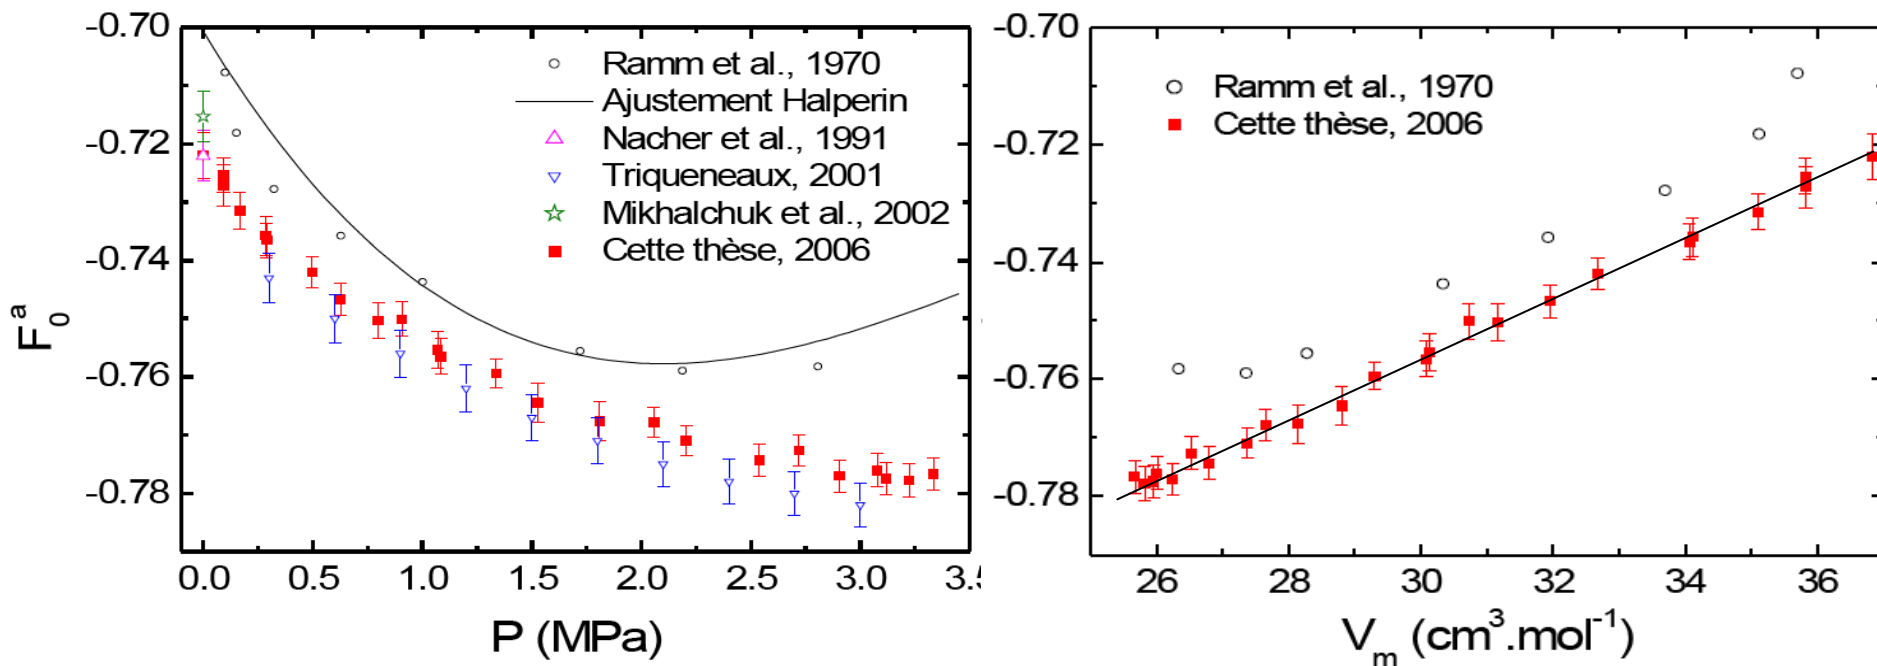 -0.70
-0.72
-0.74
-0.76
-0.78
F₀ᵃ
Ramm et al., 1970
Ajustement Halperin
Nacher et al., 1991
Triqueneaux, 2001
Mikhalchuk et al., 2002
Cette thèse, 2006
0.0 0.5 1.0 1.5 2.0 2.5 3.0 3.5
P (MPa)
-0.70
-0.72
-0.74
-0.76
-0.78
Ramm et al., 1970
Cette thèse, 2006
26 28 30 32 34 36
Vₘ (cm³.mol⁻¹)